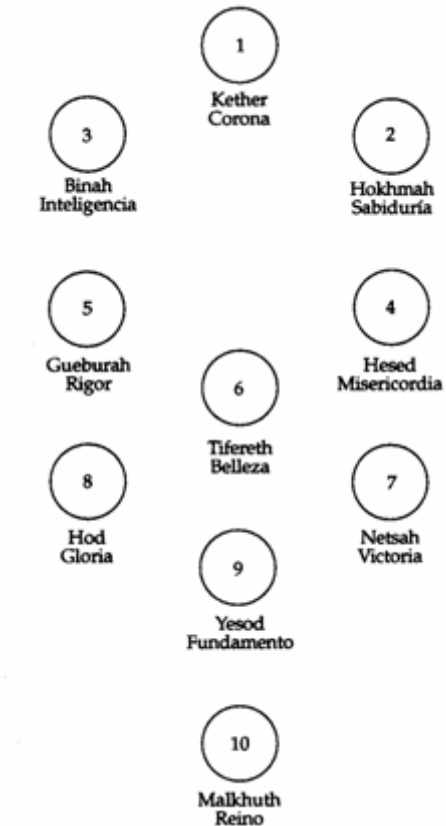 1
Kether
Corona
3
Binah
Inteligencia
2
Hokhmah
Sabiduría
5
Gueburah
Rigor
4
Hesed
Misericordia
6
Tifereth
Belleza
8
Hod
Gloria
7
Netsah
Victoria
9
Yesod
Fundamento
10
Malkhuth
Reino